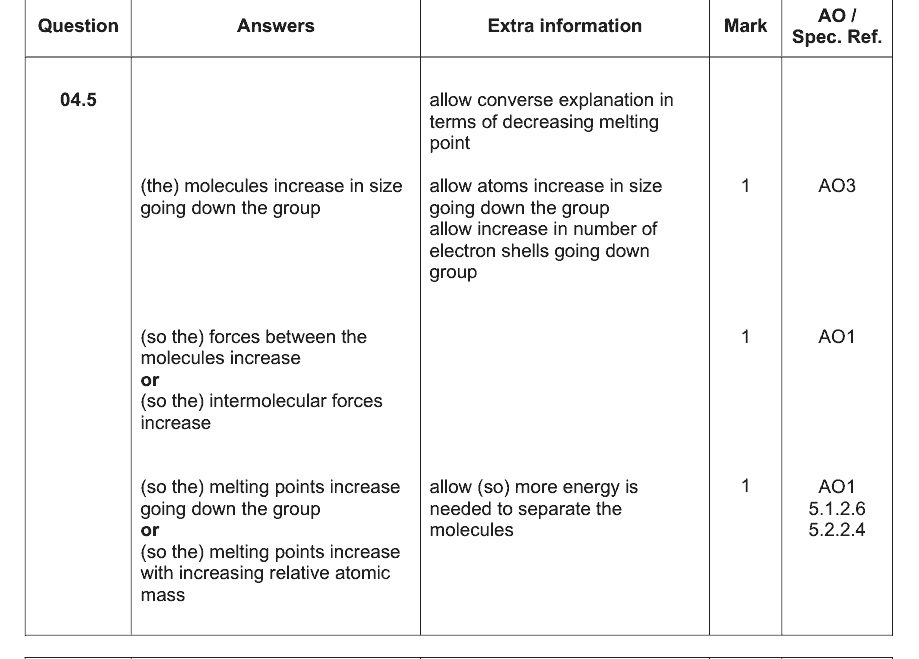 Question
Answers
Extra information
Mark
AO /
Spec. Ref.
04.5
allow converse explanation in
terms of decreasing melting
point
(the) molecules increase in size
going down the group
allow atoms increase in size
going down the group
allow increase in number of
electron shells going down
group
1
AO3
(so the) forces between the
molecules increase
or
(so the) intermolecular forces
increase
1
AO1
(so the) melting points increase
going down the group
or
(so the) melting points increase
with increasing relative atomic
mass
allow (so) more energy is
needed to separate the
molecules
1
AO1
5.1.2.6
5.2.2.4